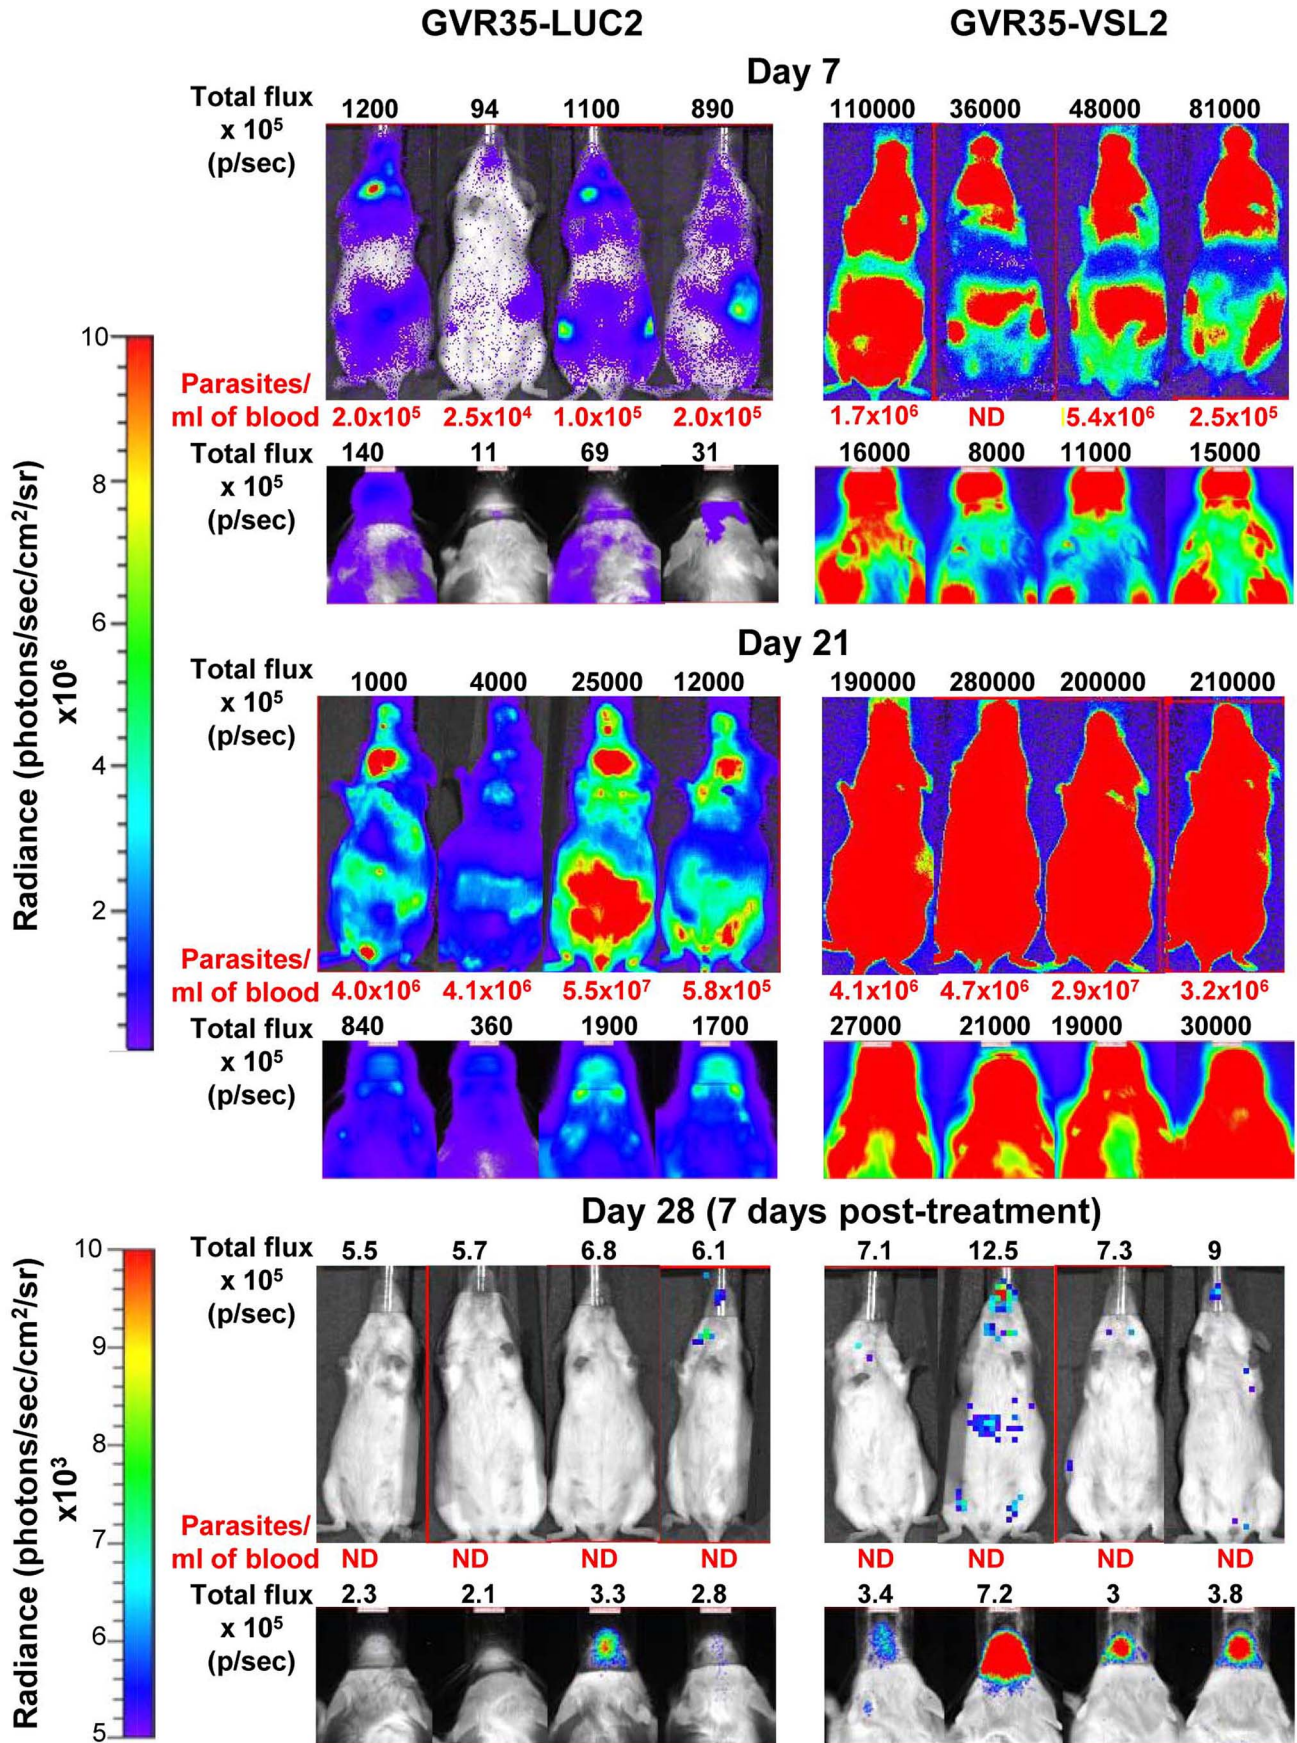 GVR35-LUC2 GVR35-VSL2
Day 7
Total flux
x 10⁵
(p/sec)
1200 94 1100 890 110000 36000 48000 81000
Parasites/
ml of blood
2.0x10⁵ 2.5x10⁴ 1.0x10⁵ 2.0x10⁵ 1.7x10⁶ ND 5.4x10⁶ 2.5x10⁵
Total flux
x 10⁵
(p/sec)
140 11 69 31 16000 8000 11000 15000
Day 21
Total flux
x 10⁵
(p/sec)
1000 4000 25000 12000 190000 280000 200000 210000
Parasites/
ml of blood
4.0x10⁶ 4.1x10⁶ 5.5x10⁷ 5.8x10⁵ 4.1x10⁶ 4.7x10⁶ 2.9x10⁷ 3.2x10⁶
Total flux
x 10⁵
(p/sec)
840 360 1900 1700 27000 21000 19000 30000
Radiance (photons/sec/cm²/sr)
x10⁶
10
8
6
4
2
Day 28 (7 days post-treatment)
Total flux
x 10⁵
(p/sec)
5.5 5.7 6.8 6.1 7.1 12.5 7.3 9
Parasites/
ml of blood
ND ND ND ND ND ND ND ND
Total flux
x 10⁵
(p/sec)
2.3 2.1 3.3 2.8 3.4 7.2 3 3.8
Radiance (photons/sec/cm²/sr)
x10³
10
9
8
7
6
5